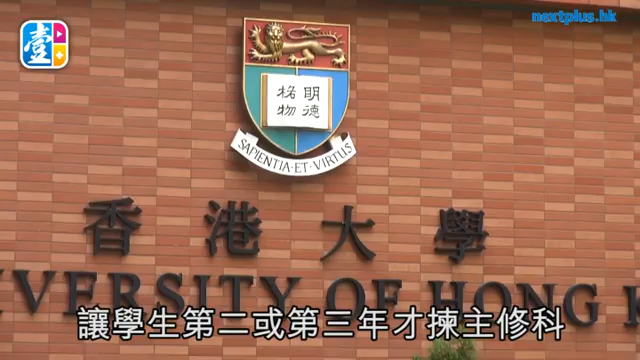 壹
nextplus.hk
明德
格物
SAPIENTIA·ET·VIRTUS
香港大學
UNIVERSITY OF HONG K
讓學生第二或第三年才揀主修科